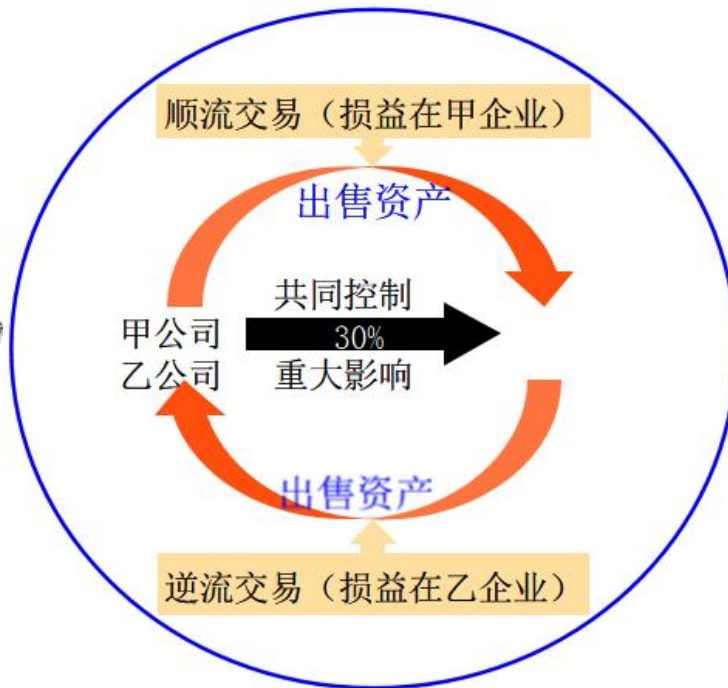 顺流交易（损益在甲企业）
出售资产
共同控制
甲公司
30%
乙公司
重大影响
出售资产
逆流交易（损益在乙企业）